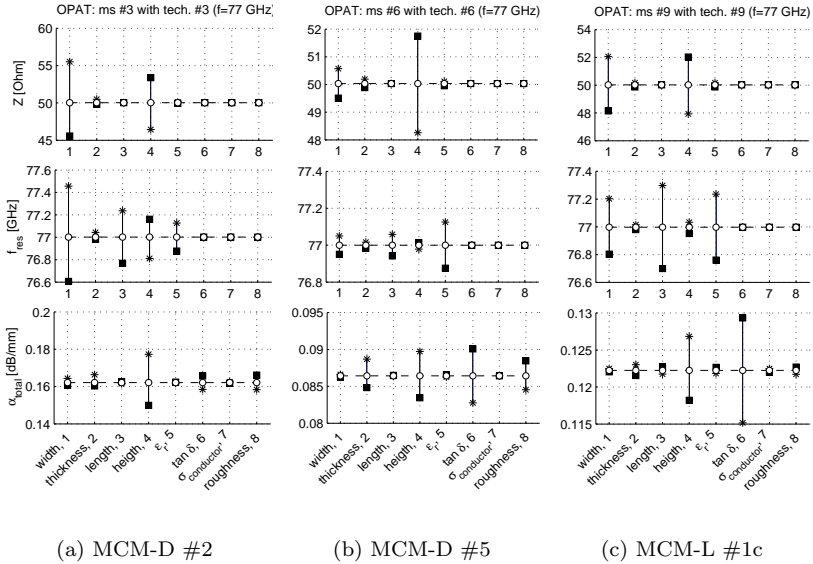 OPAT: ms #3 with tech. #3 (f=77 GHz)
60
55
50
45
Z [Ohm]
1 2 3 4 5 6 7 8
77.6
77.4
77.2
77
76.8
76.6
f_res [GHz]
1 2 3 4 5 6 7 8
0.2
0.18
0.16
0.14
α_total [dB/mm]
width, 1
thickness, 2
length, 3
heigth, 4
ε_r, 5
tan δ, 6
σ_conductor, 7
roughness, 8
(a) MCM-D #2
OPAT: ms #6 with tech. #6 (f=77 GHz)
52
51
50
49
48
1 2 3 4 5 6 7 8
77.4
77.2
77
76.8
1 2 3 4 5 6 7 8
0.095
0.09
0.085
0.08
width, 1
thickness, 2
length, 3
heigth, 4
ε_r, 5
tan δ, 6
σ_conductor, 7
roughness, 8
(b) MCM-D #5
OPAT: ms #9 with tech. #9 (f=77 GHz)
54
52
50
48
46
1 2 3 4 5 6 7 8
77.4
77.2
77
76.8
76.6
1 2 3 4 5 6 7 8
0.13
0.125
0.12
0.115
width, 1
thickness, 2
length, 3
heigth, 4
ε_r, 5
tan δ, 6
σ_conductor, 7
roughness, 8
(c) MCM-L #1c